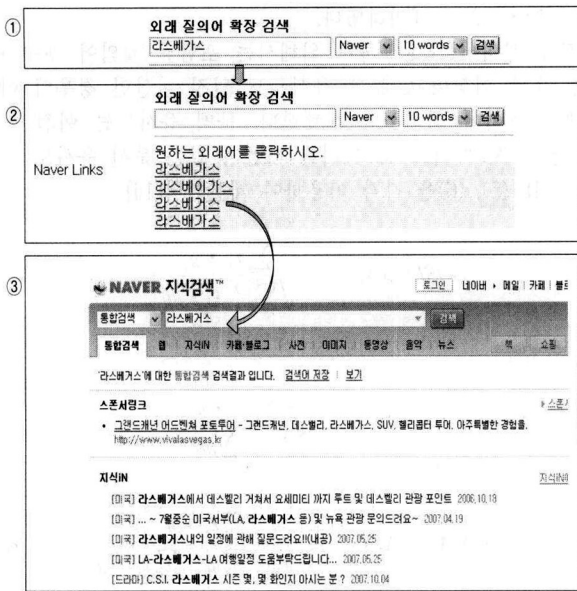 ①
외래 질의어 확장 검색
라스베가스 Naver 10 words 검색
②
외래 질의어 확장 검색
Naver 10 words 검색
원하는 외래어를 클릭하시오.
Naver Links
라스베가스
라스베이가스
라스베거스
라스배가스
③
NAVER 지식검색™ 로그인 네이버 메일 | 카페 | 블로
통합검색 라스베거스 검색
통합검색 웹 지식iN 카페·블로그 사전 이미지 동영상 음악 뉴스 책 쇼핑
'라스베거스'에 대한 통합검색 검색결과 입니다. 검색어 저장 | 보기
스폰서링크 스폰서
• 그랜드캐년 어드벤쳐 포토투어 - 그랜드캐년, 데스밸리, 라스베가스, SUV, 헬리콥터 투어, 아주특별한 경험을.
http://www.vivalasvegas.kr
지식iN 지식iN
[미국] 라스베거스에서 데스벨리 거쳐서 요세미티 까지 루트 및 데스벨리 관광 포인트 2006.10.18
[미국] ... ~ 7월중순 미국서부(LA, 라스베거스 등) 및 뉴욕 관광 문의드려요~ 2007.04.19
[미국] 라스베거스내의 일정에 관해 질문드려요!!(내공) 2007.05.25
[미국] LA-라스베거스-LA 여행일정 도움부탁드립니다... 2007.05.25
[드라마] C.S.I. 라스베거스 시즌 몇, 몇 화인지 아시는 분 ? 2007.10.04